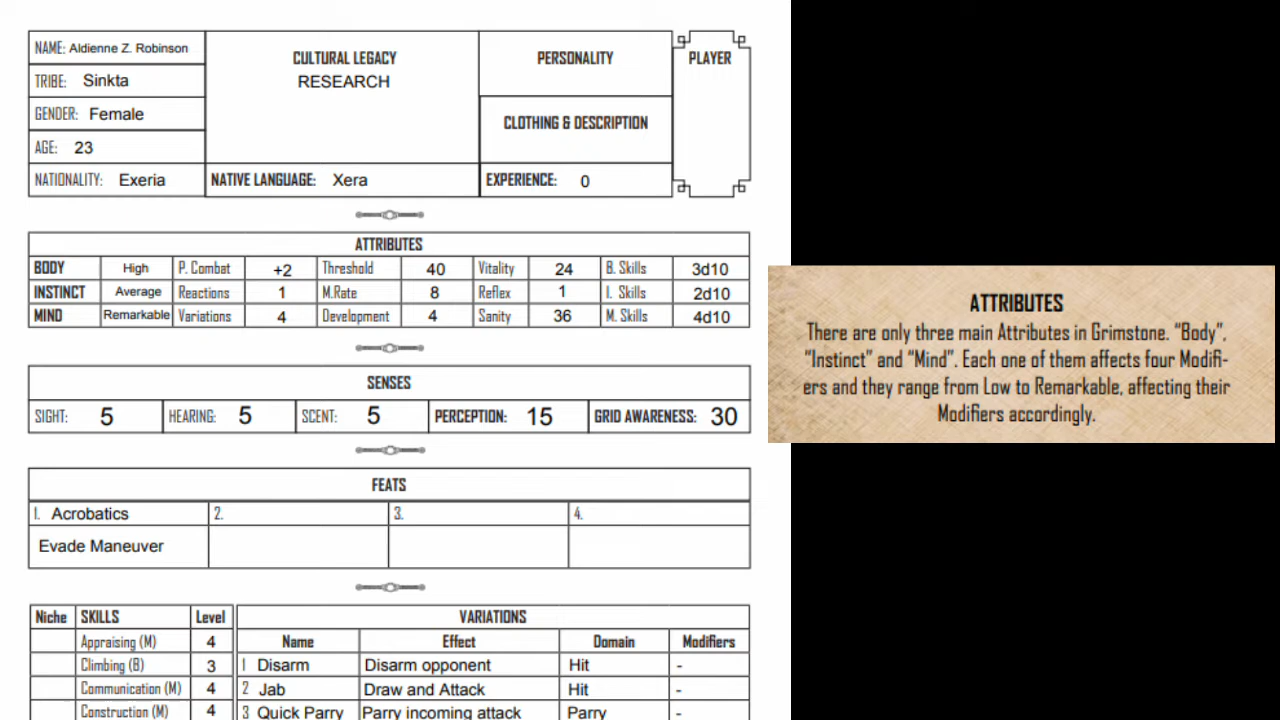 NAME: Aldienne Z. Robinson
TRIBE: Sinkta
GENDER: Female
AGE: 23
NATIONALITY: Exeria
CULTURAL LEGACY
RESEARCH
NATIVE LANGUAGE: Xera
PERSONALITY
CLOTHING & DESCRIPTION
EXPERIENCE: 0
PLAYER
ATTRIBUTES
BODY High P. Combat +2 Threshold 40 Vitality 24 B. Skills 3d10
INSTINCT Average Reactions 1 M.Rate 8 Reflex 1 I. Skills 2d10
MIND Remarkable Variations 4 Development 4 Sanity 36 M. Skills 4d10
SENSES
SIGHT: 5 HEARING: 5 SCENT: 5 PERCEPTION: 15 GRID AWARENESS: 30
FEATS
1. Acrobatics 2. 3. 4.
Evade Maneuver
Niche SKILLS Level
Appraising (M) 4
Climbing (B) 3
Communication (M) 4
Construction (M) 4
VARIATIONS
Name Effect Domain Modifiers
1 Disarm Disarm opponent Hit -
2 Jab Draw and Attack Hit -
3 Quick Parry Parry incoming attack Parry -
ATTRIBUTES
There are only three main Attributes in Grimstone. "Body",
"Instinct" and "Mind". Each one of them affects four Modifi-
ers and they range from Low to Remarkable, affecting their
Modifiers accordingly.